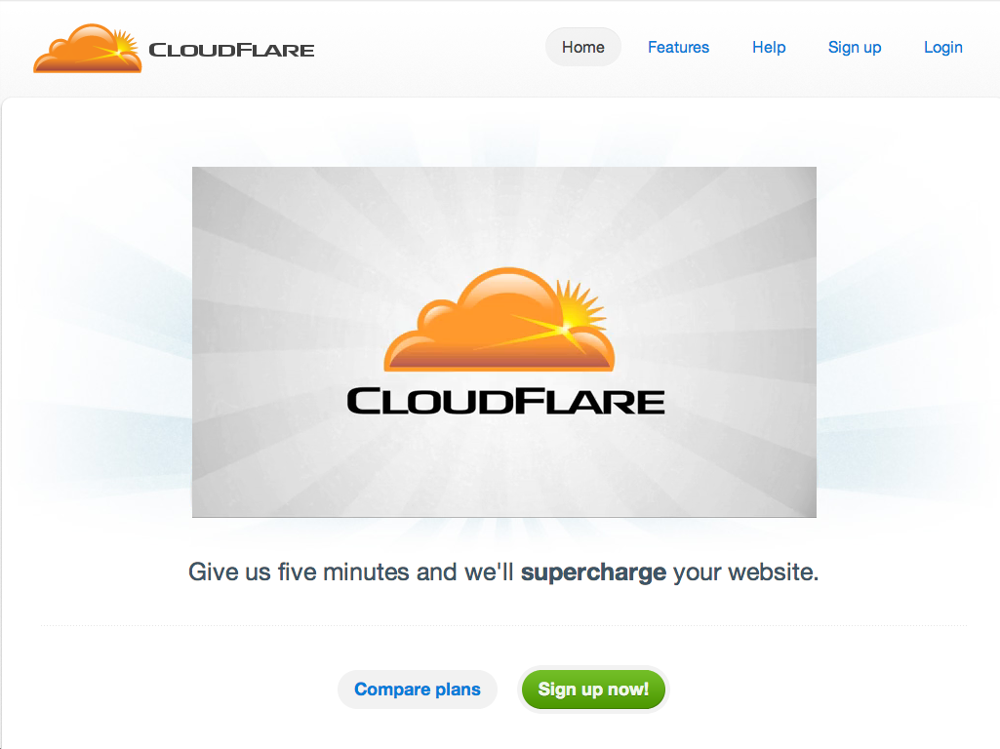 CLOUDFLARE
Home Features Help Sign up Login
CLOUDFLARE
Give us five minutes and we'll supercharge your website.
Compare plans Sign up now!